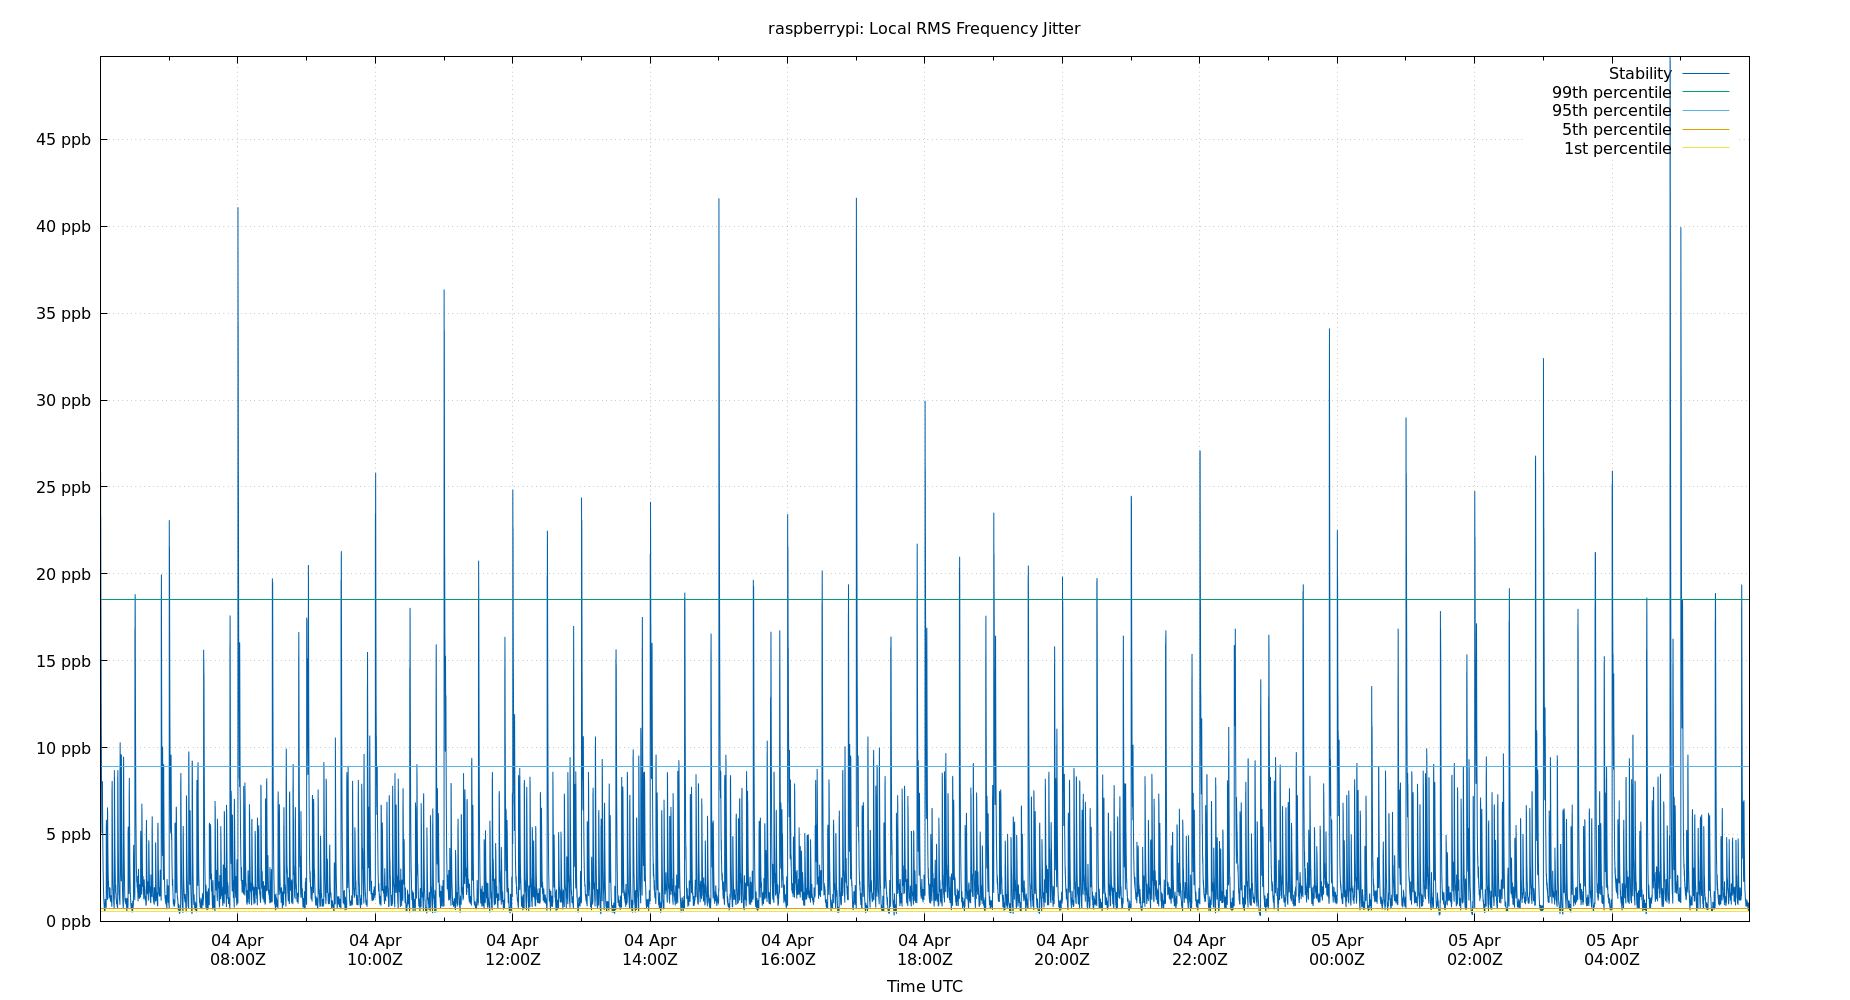 raspberrypi: Local RMS Frequency Jitter
Stability
99th percentile
95th percentile
5th percentile
1st percentile
45 ppb
40 ppb
35 ppb
30 ppb
25 ppb
20 ppb
15 ppb
10 ppb
5 ppb
0 ppb
04 Apr 04 Apr 04 Apr 04 Apr 04 Apr 04 Apr 04 Apr 04 Apr 05 Apr 05 Apr 05 Apr
08:00Z 10:00Z 12:00Z 14:00Z 16:00Z 18:00Z 20:00Z 22:00Z 00:00Z 02:00Z 04:00Z
Time UTC